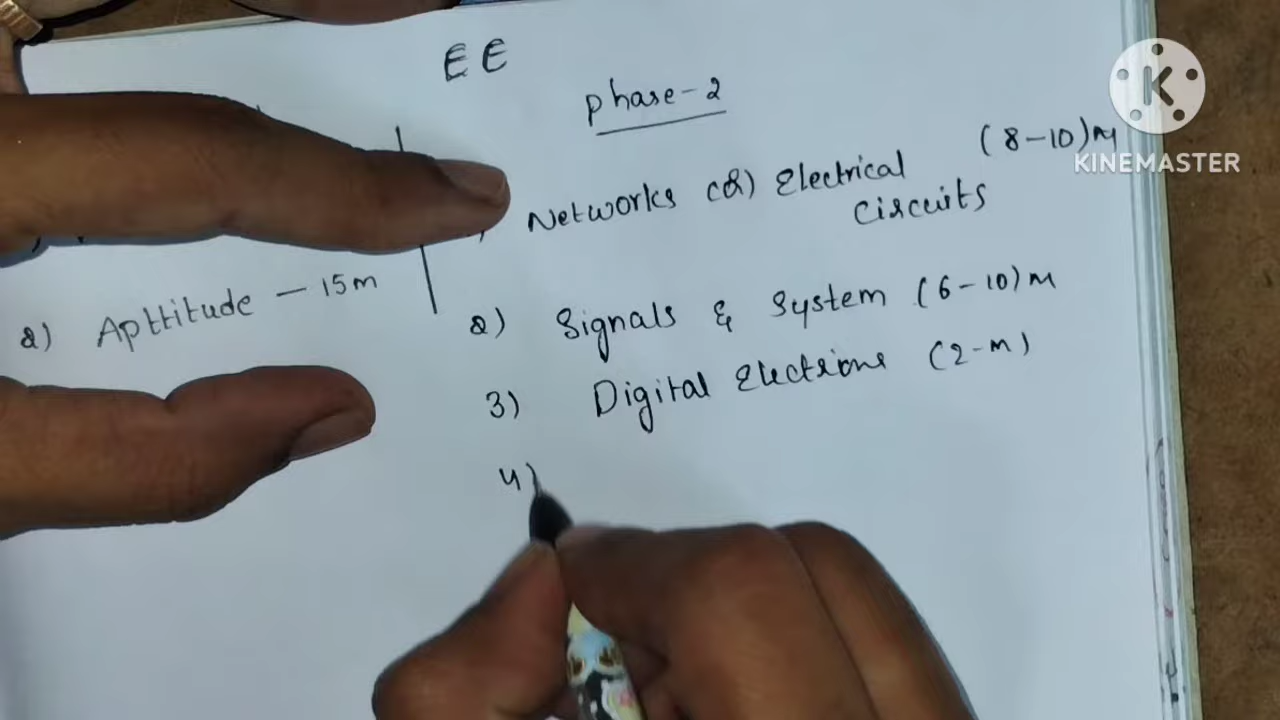 EE
Phase-2
Networks (or) Electrical (8-10)M
Circuits
2) Apttitude - 15m
2) Signals & System (6-10)M
3) Digital Electrions (2-M)
4)
K
KINEMASTER